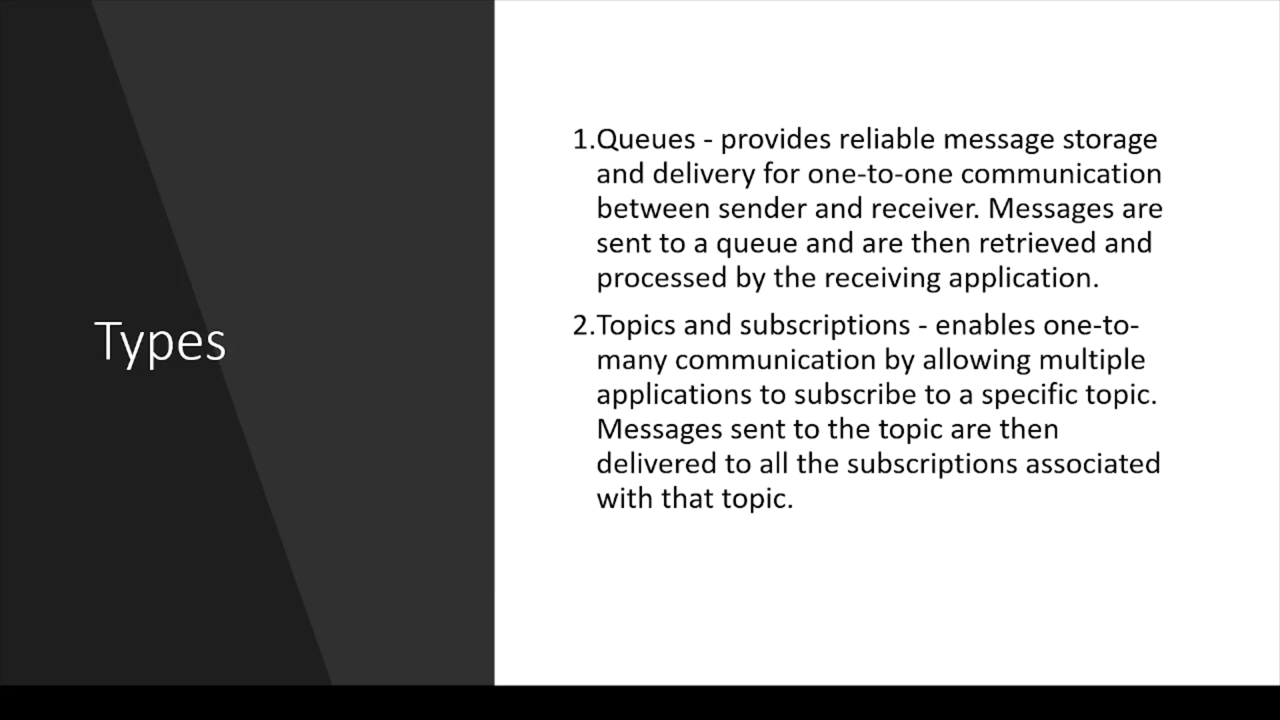 Types
1.Queues - provides reliable message storage
and delivery for one-to-one communication
between sender and receiver. Messages are
sent to a queue and are then retrieved and
processed by the receiving application.
2.Topics and subscriptions - enables one-to-
many communication by allowing multiple
applications to subscribe to a specific topic.
Messages sent to the topic are then
delivered to all the subscriptions associated
with that topic.